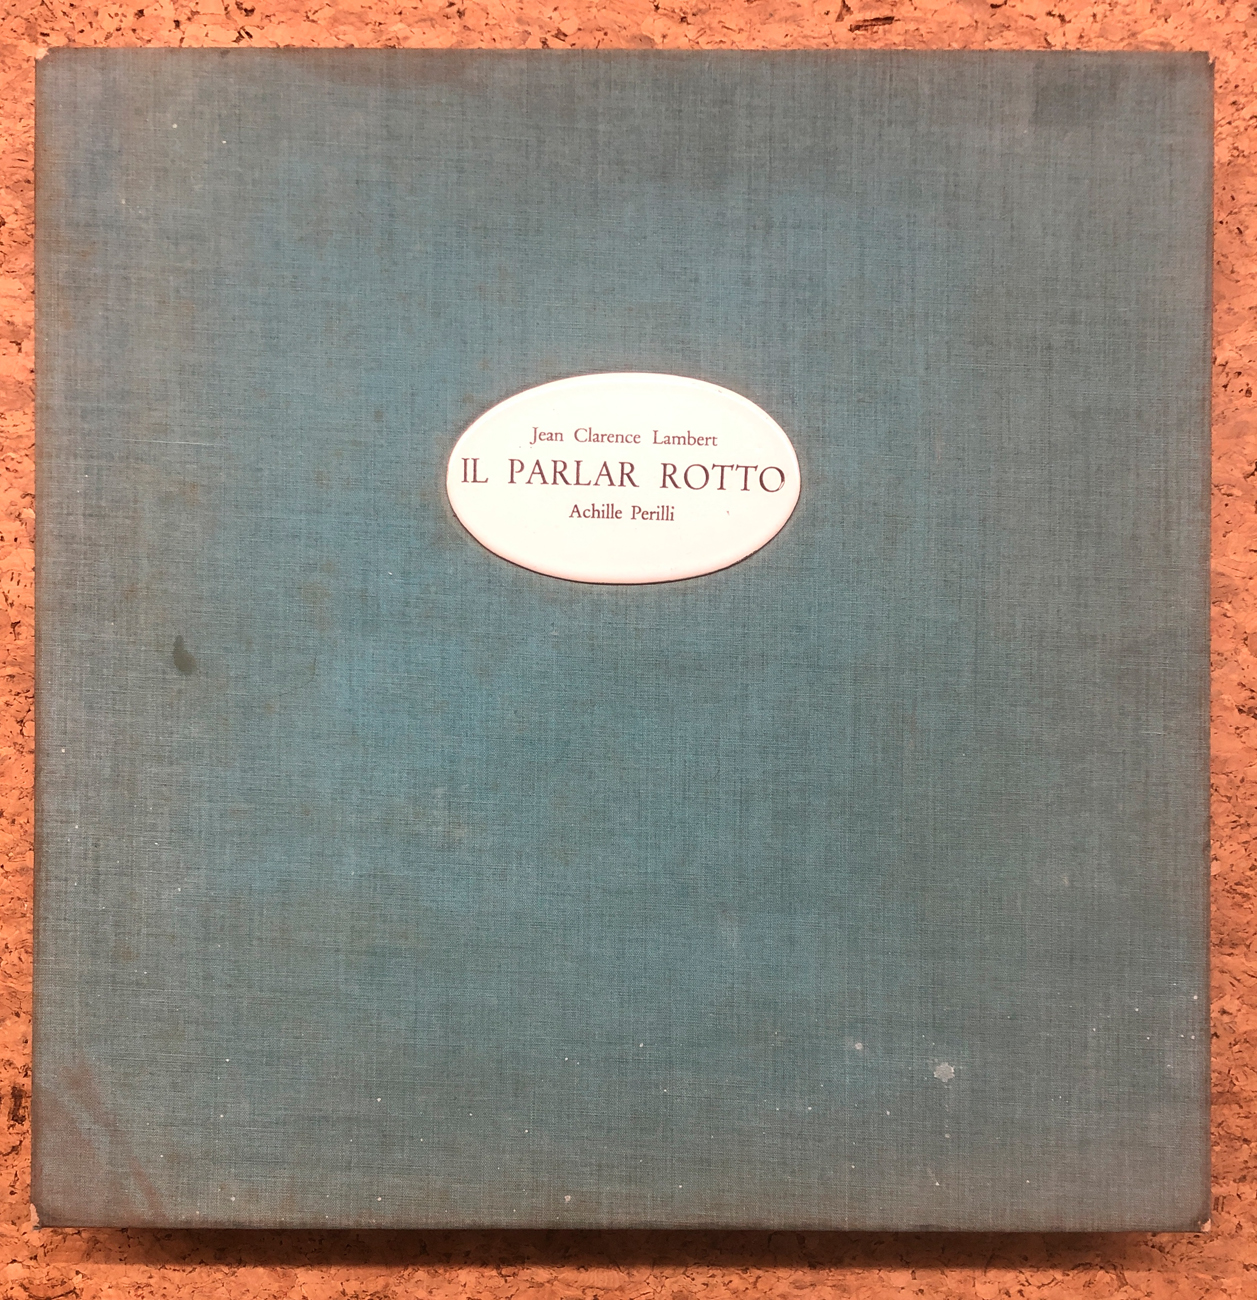 Jean Clarence Lambert
IL PARLAR ROTTO
Achille Perilli